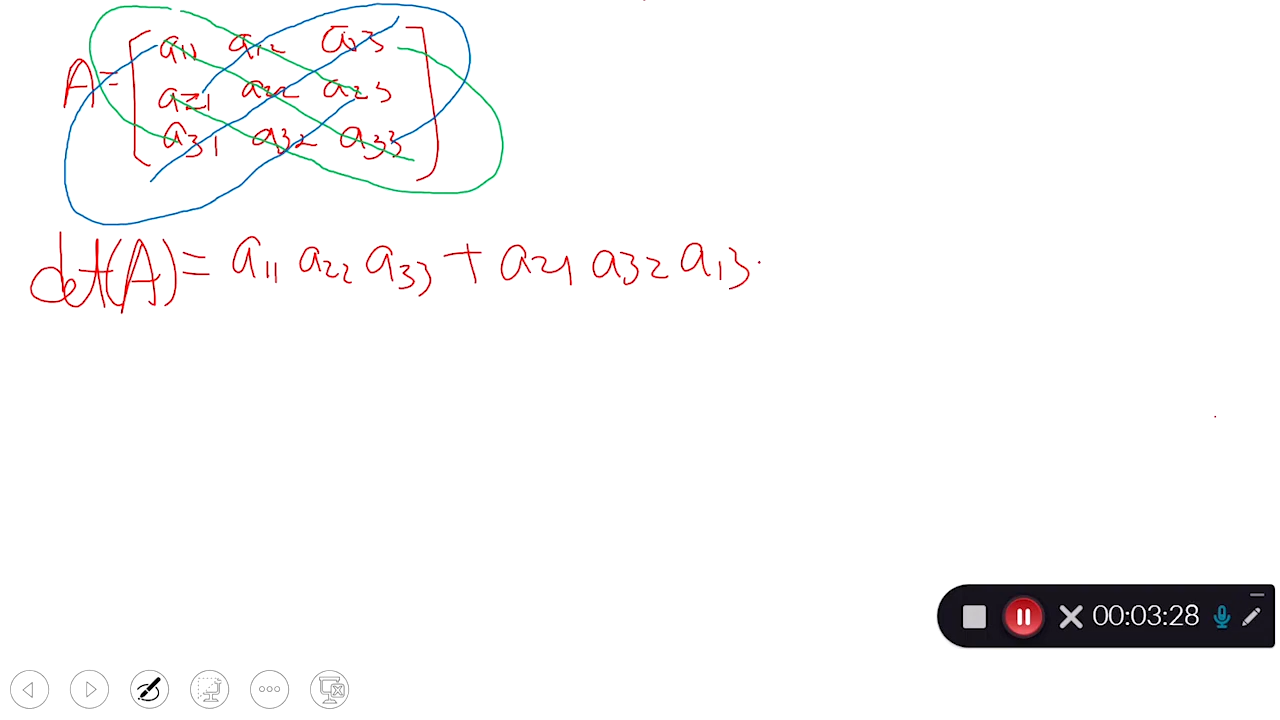 A = [ a11 a12 a13
a21 a22 a23
a31 a32 a33 ]
det(A) = a11 a22 a33 + a21 a32 a13
00:03:28